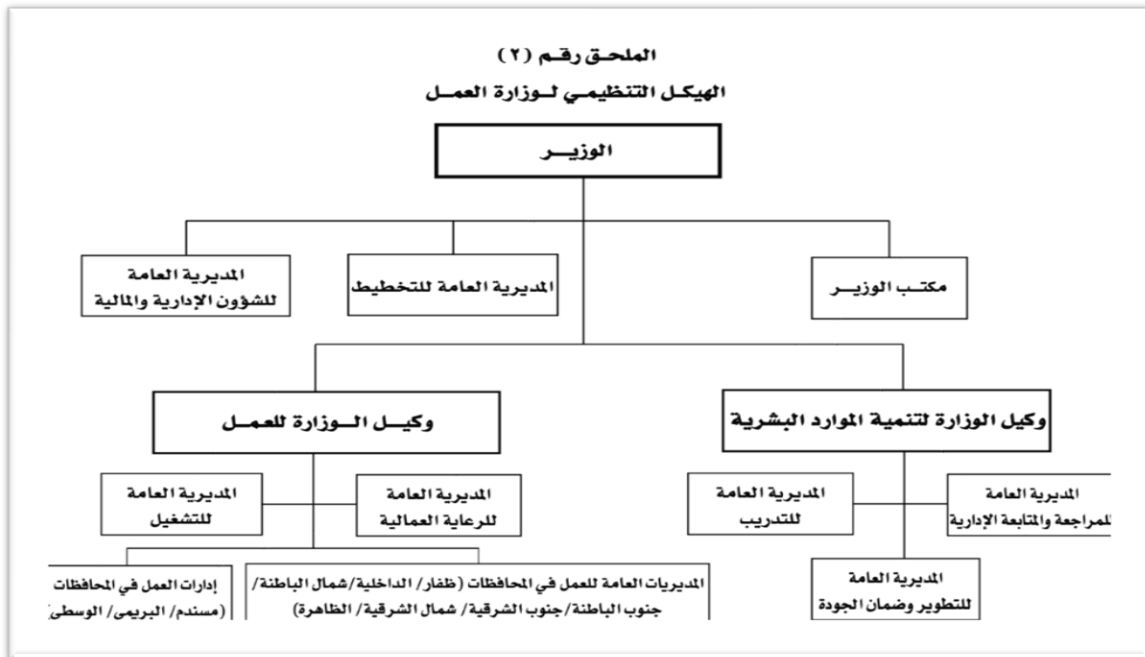 الملحق رقم (٢)
الهيكل التنظيمي لوزارة العمل
الوزير
مكتب الوزير
المديرية العامة للتخطيط
المديرية العامة
للشؤون الإدارية والمالية
وكيل الوزارة لتنمية الموارد البشرية
وكيل الوزارة للعمل
المديرية العامة
للمراجعة والمتابعة الإدارية
المديرية العامة
للتدريب
المديرية العامة
للرعاية العمالية
المديرية العامة
للتشغيل
المديرية العامة
للتطوير وضمان الجودة
المديريات العامة للعمل في المحافظات (ظفار/ الداخلية/شمال الباطنة/
جنوب الباطنة/جنوب الشرقية/ شمال الشرقية/ الظاهرة)
إدارات العمل في المحافظات
(مسندم/ البريمي/ الوسطى)